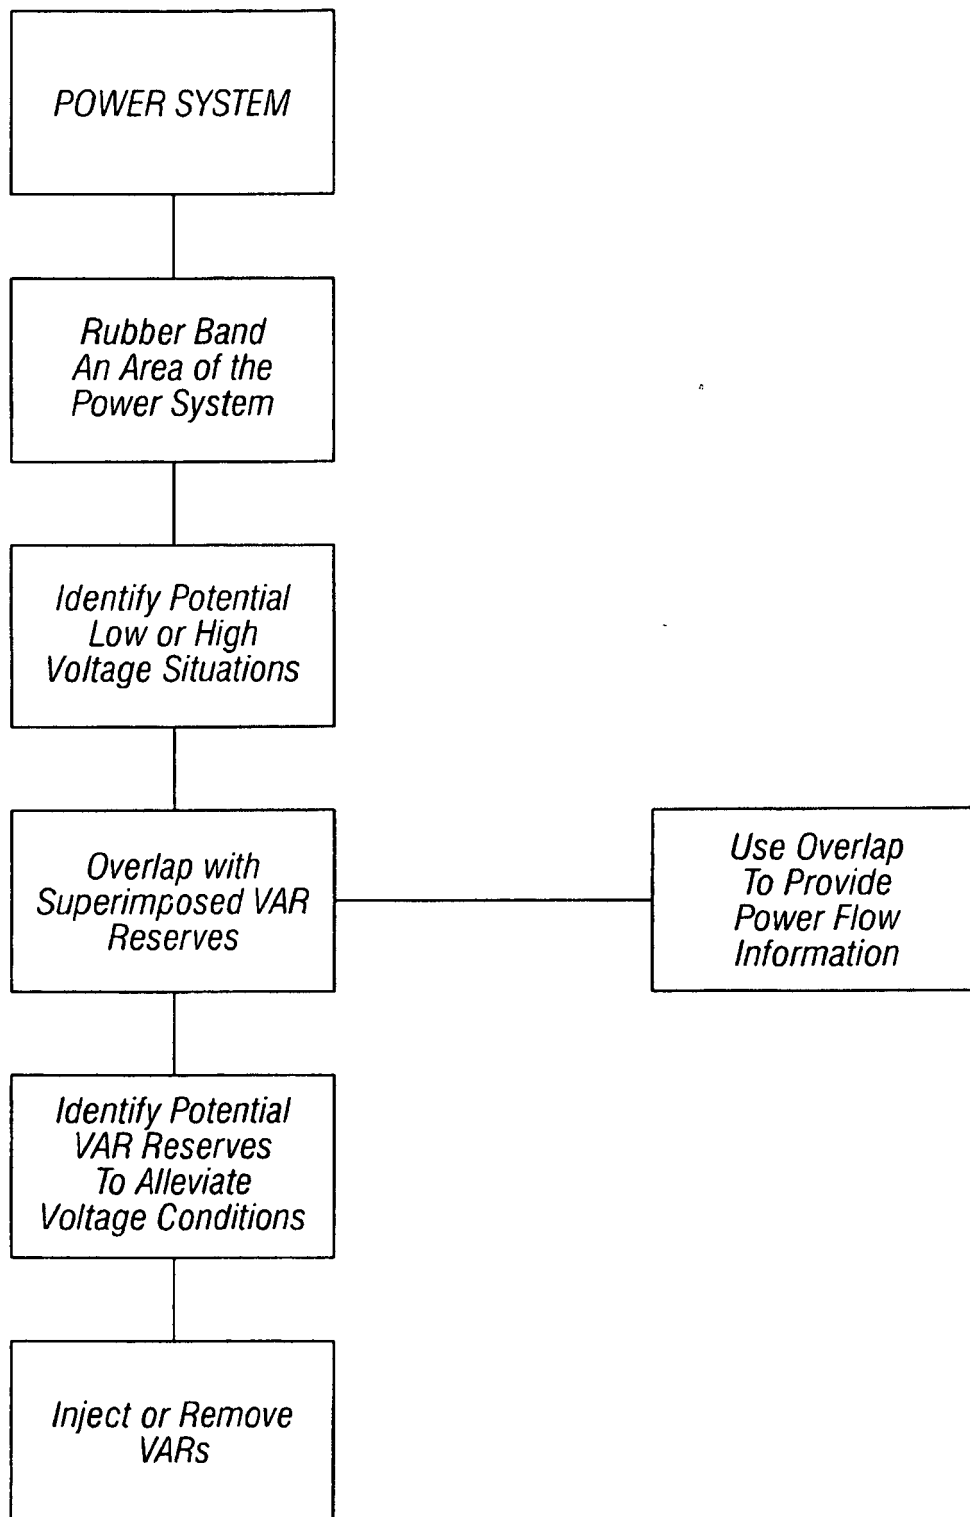 POWER SYSTEM
Rubber Band
An Area of the
Power System
Identify Potential
Low or High
Voltage Situations
Overlap with
Superimposed VAR
Reserves
Use Overlap
To Provide
Power Flow
Information
Identify Potential
VAR Reserves
To Alleviate
Voltage Conditions
Inject or Remove
VARs